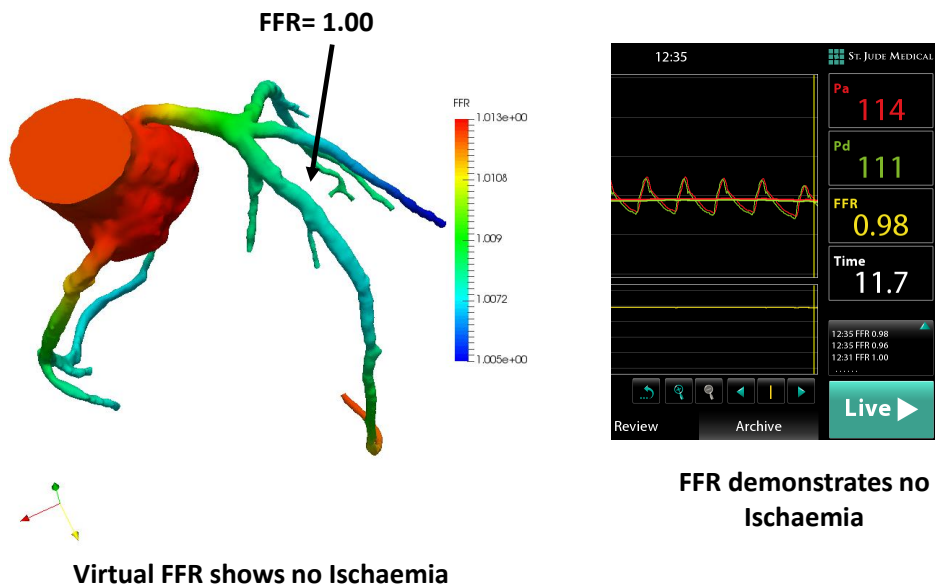 FFR= 1.00
FFR
1.013e+00
1.0108
1.009
1.0072
1.005e+00
Virtual FFR shows no Ischaemia
12:35
ST. JUDE MEDICAL
Pa
114
Pd
111
FFR
0.98
Time
11.7
12:35 FFR 0.98
12:35 FFR 0.96
12:31 FFR 1.00
......
Live
Review
Archive
FFR demonstrates no
Ischaemia